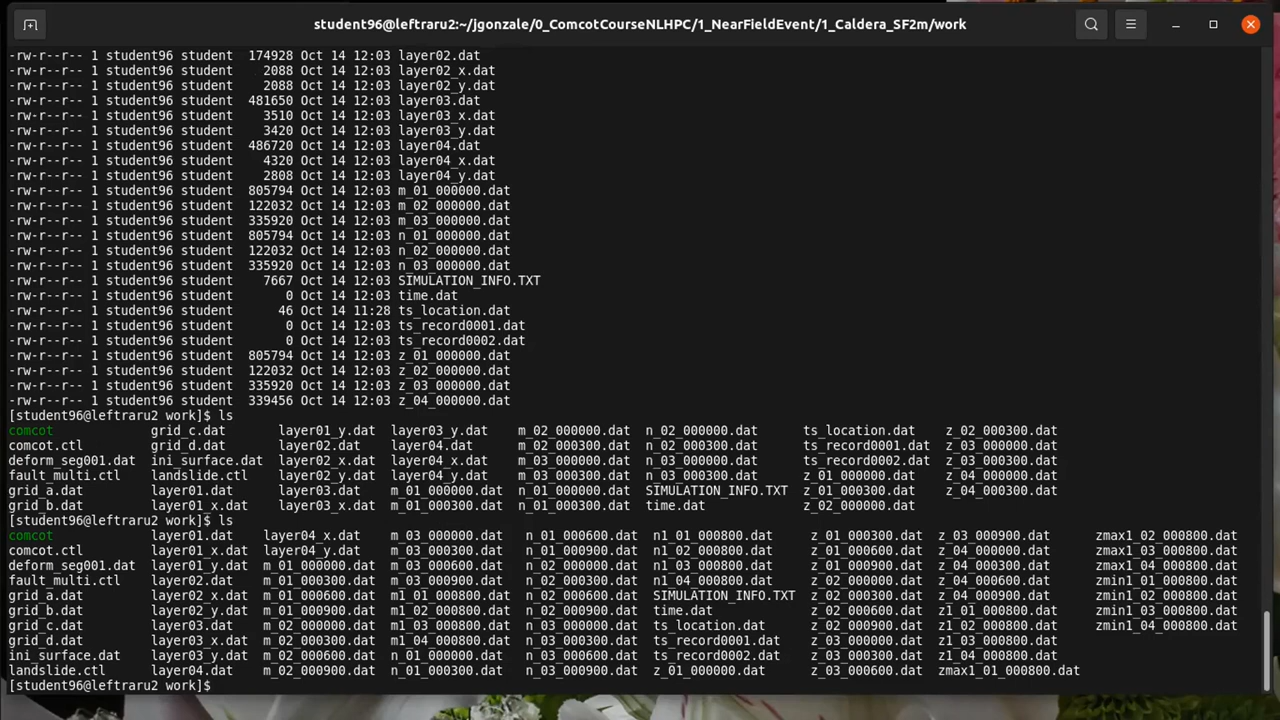 student96@leftraru2:~/jgonzale/0_ComcotCourseNLHPC/1_NearFieldEvent/1_Caldera_SF2m/work
-rw-r--r-- 1 student96 student 174928 Oct 14 12:03 layer02.dat
-rw-r--r-- 1 student96 student 2088 Oct 14 12:03 layer02_x.dat
-rw-r--r-- 1 student96 student 2088 Oct 14 12:03 layer02_y.dat
-rw-r--r-- 1 student96 student 481650 Oct 14 12:03 layer03.dat
-rw-r--r-- 1 student96 student 3510 Oct 14 12:03 layer03_x.dat
-rw-r--r-- 1 student96 student 3420 Oct 14 12:03 layer03_y.dat
-rw-r--r-- 1 student96 student 486720 Oct 14 12:03 layer04.dat
-rw-r--r-- 1 student96 student 4320 Oct 14 12:03 layer04_x.dat
-rw-r--r-- 1 student96 student 2808 Oct 14 12:03 layer04_y.dat
-rw-r--r-- 1 student96 student 805794 Oct 14 12:03 m_01_000000.dat
-rw-r--r-- 1 student96 student 122032 Oct 14 12:03 m_02_000000.dat
-rw-r--r-- 1 student96 student 335920 Oct 14 12:03 m_03_000000.dat
-rw-r--r-- 1 student96 student 805794 Oct 14 12:03 n_01_000000.dat
-rw-r--r-- 1 student96 student 122032 Oct 14 12:03 n_02_000000.dat
-rw-r--r-- 1 student96 student 335920 Oct 14 12:03 n_03_000000.dat
-rw-r--r-- 1 student96 student 7667 Oct 14 12:03 SIMULATION_INFO.TXT
-rw-r--r-- 1 student96 student 0 Oct 14 12:03 time.dat
-rw-r--r-- 1 student96 student 46 Oct 14 11:28 ts_location.dat
-rw-r--r-- 1 student96 student 0 Oct 14 12:03 ts_record0001.dat
-rw-r--r-- 1 student96 student 0 Oct 14 12:03 ts_record0002.dat
-rw-r--r-- 1 student96 student 805794 Oct 14 12:03 z_01_000000.dat
-rw-r--r-- 1 student96 student 122032 Oct 14 12:03 z_02_000000.dat
-rw-r--r-- 1 student96 student 335920 Oct 14 12:03 z_03_000000.dat
-rw-r--r-- 1 student96 student 339456 Oct 14 12:03 z_04_000000.dat
[student96@leftraru2 work]$ ls
comcot grid_c.dat layer01_y.dat layer03_y.dat m_02_000000.dat n_02_000000.dat ts_location.dat z_02_000300.dat
comcot.ctl grid_d.dat layer02.dat layer04.dat m_02_000300.dat n_02_000300.dat ts_record0001.dat z_03_000000.dat
deform_seg001.dat ini_surface.dat layer02_x.dat layer04_x.dat m_03_000000.dat n_03_000000.dat ts_record0002.dat z_03_000300.dat
fault_multi.ctl landslide.ctl layer02_y.dat layer04_y.dat m_03_000300.dat n_03_000300.dat z_01_000000.dat z_04_000000.dat
grid_a.dat layer01.dat layer03.dat m_01_000000.dat n_01_000000.dat SIMULATION_INFO.TXT z_01_000300.dat z_04_000300.dat
grid_b.dat layer01_x.dat layer03_x.dat m_01_000300.dat n_01_000300.dat time.dat z_02_000000.dat
[student96@leftraru2 work]$ ls
comcot layer01.dat layer04_x.dat m_03_000000.dat n_01_000600.dat n1_01_000800.dat z_01_000300.dat z_03_000900.dat zmax1_02_000800.dat
comcot.ctl layer01_x.dat layer04_y.dat m_03_000300.dat n_01_000900.dat n1_02_000800.dat z_01_000600.dat z_04_000000.dat zmax1_03_000800.dat
deform_seg001.dat layer01_y.dat m_01_000000.dat m_03_000600.dat n_02_000000.dat n1_03_000800.dat z_01_000900.dat z_04_000300.dat zmax1_04_000800.dat
fault_multi.ctl layer02.dat m_01_000300.dat m_03_000900.dat n_02_000300.dat n1_04_000800.dat z_02_000000.dat z_04_000600.dat zmin1_01_000800.dat
grid_a.dat layer02_x.dat m_01_000600.dat m1_01_000800.dat n_02_000600.dat SIMULATION_INFO.TXT z_02_000300.dat z_04_000900.dat zmin1_02_000800.dat
grid_b.dat layer02_y.dat m_01_000900.dat m1_02_000800.dat n_02_000900.dat time.dat z_02_000600.dat z1_01_000800.dat zmin1_03_000800.dat
grid_c.dat layer03.dat m_02_000000.dat m1_03_000800.dat n_03_000000.dat ts_location.dat z_02_000900.dat z1_02_000800.dat zmin1_04_000800.dat
grid_d.dat layer03_x.dat m_02_000300.dat m1_04_000800.dat n_03_000300.dat ts_record0001.dat z_03_000000.dat z1_03_000800.dat
ini_surface.dat layer03_y.dat m_02_000600.dat n_01_000000.dat n_03_000600.dat ts_record0002.dat z_03_000300.dat z1_04_000800.dat
landslide.ctl layer04.dat m_02_000900.dat n_01_000300.dat n_03_000900.dat z_01_000000.dat z_03_000600.dat zmax1_01_000800.dat
[student96@leftraru2 work]$